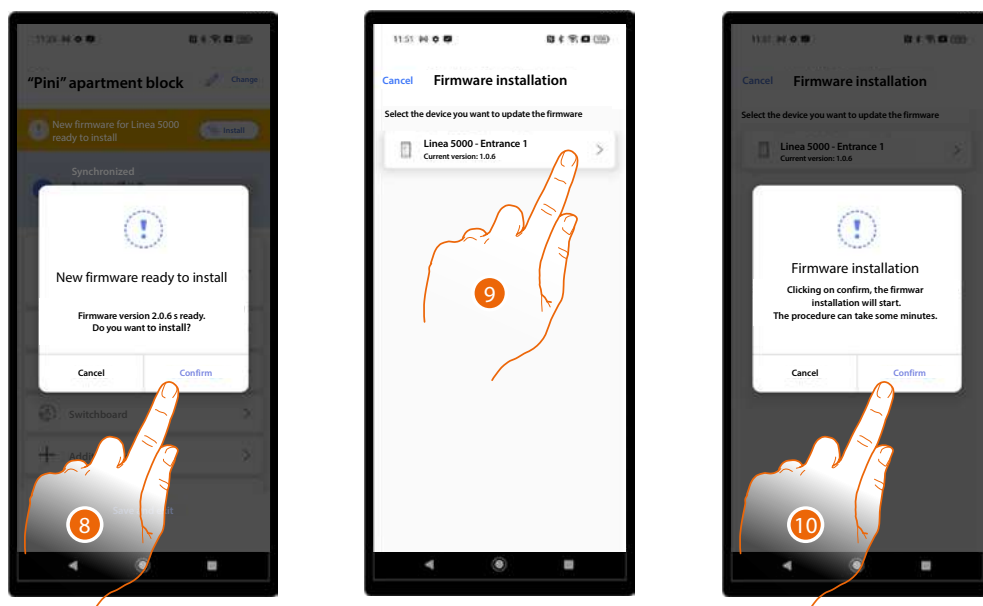 "Pini" apartment block
Change
New firmware for Linea 5000
ready to install
Install
Synchronized
New firmware ready to install
Firmware version 2.0.6 s ready.
Do you want to install?
Cancel
Confirm
Switchboard
8
11:51
Cancel
Firmware installation
Select the device you want to update the firmware
Linea 5000 - Entrance 1
Current version: 1.0.6
9
Cancel
Firmware installation
Select the device you want to update the firmware
Linea 5000 - Entrance 1
Current version: 1.0.6
Firmware installation
Clicking on confirm, the firmwar
installation will start.
The procedure can take some minutes.
Cancel
Confirm
10